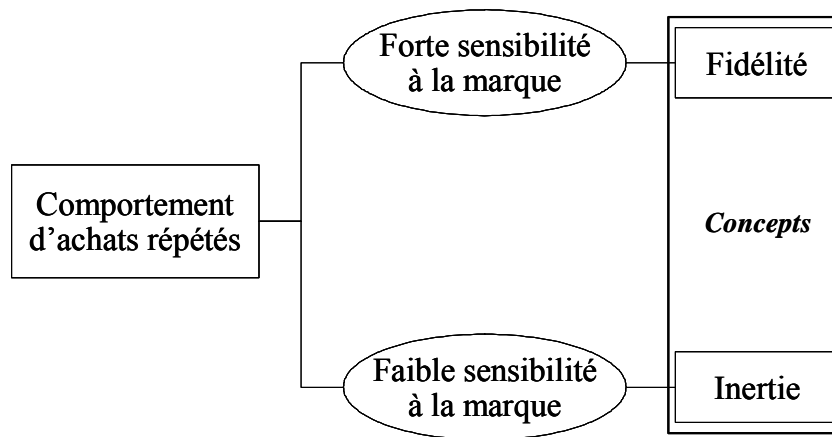 Forte sensibilité
à la marque
Fidélité
Comportement
d’achats répétés
Concepts
Faible sensibilité
à la marque
Inertie